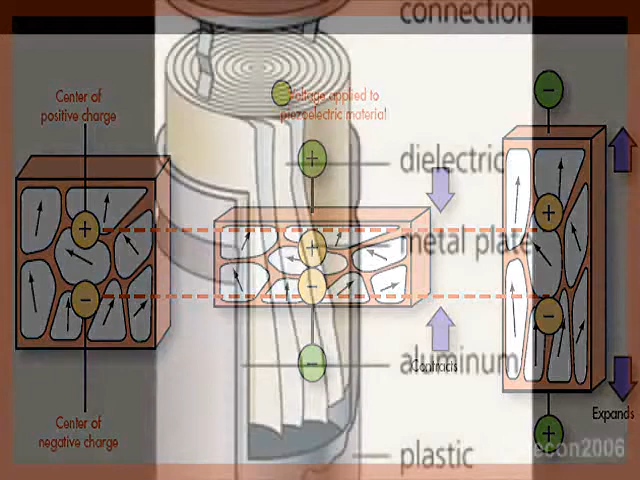 connection
Center of
positive charge
Voltage applied to
piezoelectric material
−
+
dielectric
+
+
metal plate
+
−
−
−
−
aluminum
Contracts
Expands
Center of
negative charge
+
plastic
econ2006